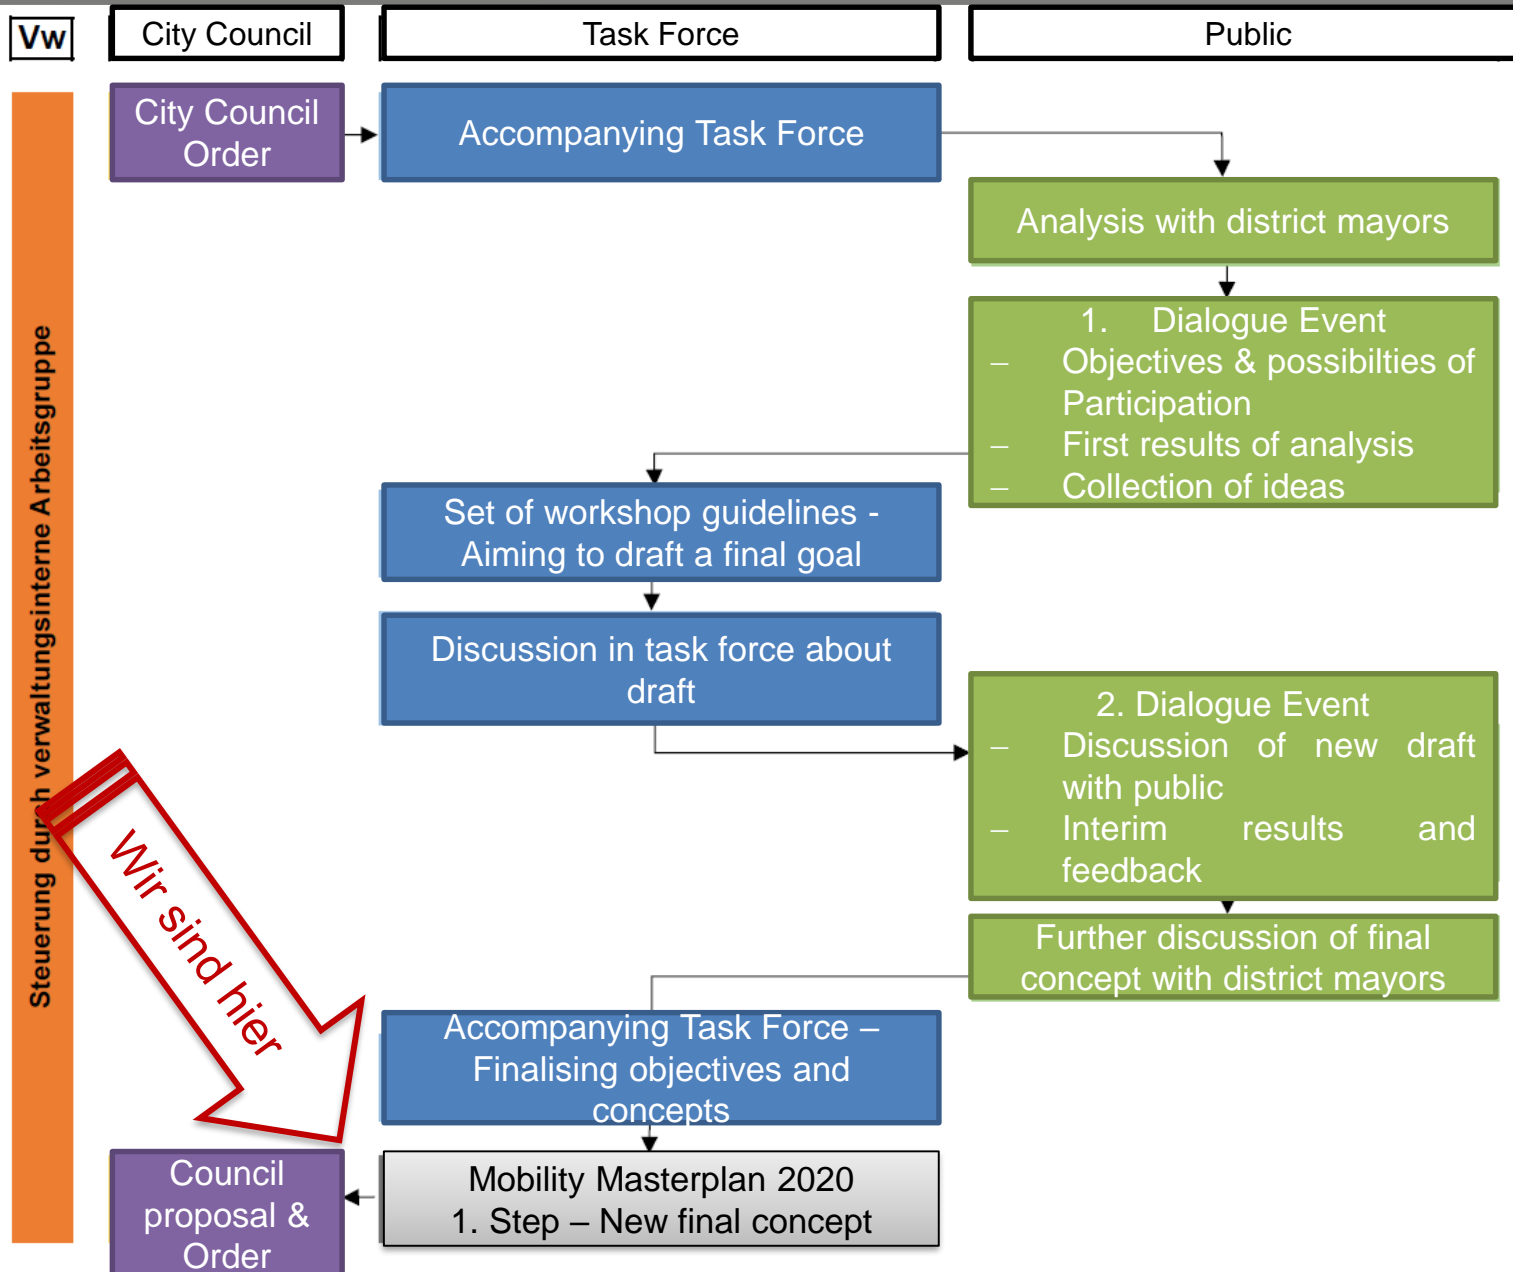 Vw
City Council
Task Force
Public
City Council
Order
Accompanying Task Force
Analysis with district mayors
1. Dialogue Event
– Objectives & possibilties of
Participation
– First results of analysis
– Collection of ideas
Set of workshop guidelines -
Aiming to draft a final goal
Discussion in task force about
draft
2. Dialogue Event
– Discussion of new draft
with public
– Interim results and
feedback
Further discussion of final
concept with district mayors
Accompanying Task Force –
Finalising objectives and
concepts
Mobility Masterplan 2020
1. Step – New final concept
Council
proposal &
Order
Steuerung durch verwaltungsinterne Arbeitsgruppe
Wir sind hier